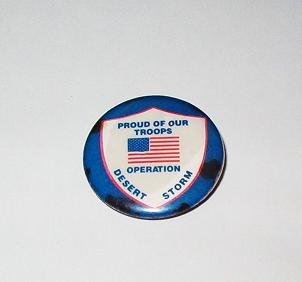 PROUD OF OUR
TROOPS
OPERATION
DESERT STORM